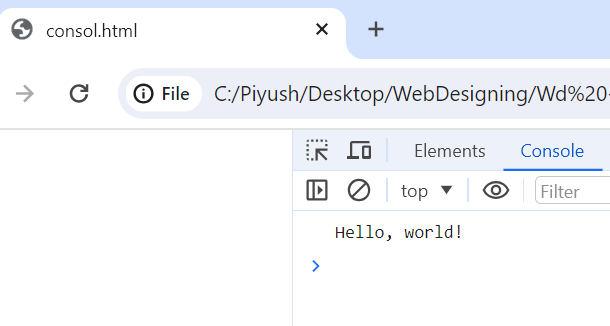 consol.html
File C:/Piyush/Desktop/WebDesigning/Wd%20
Elements Console
top Filter
Hello, world!